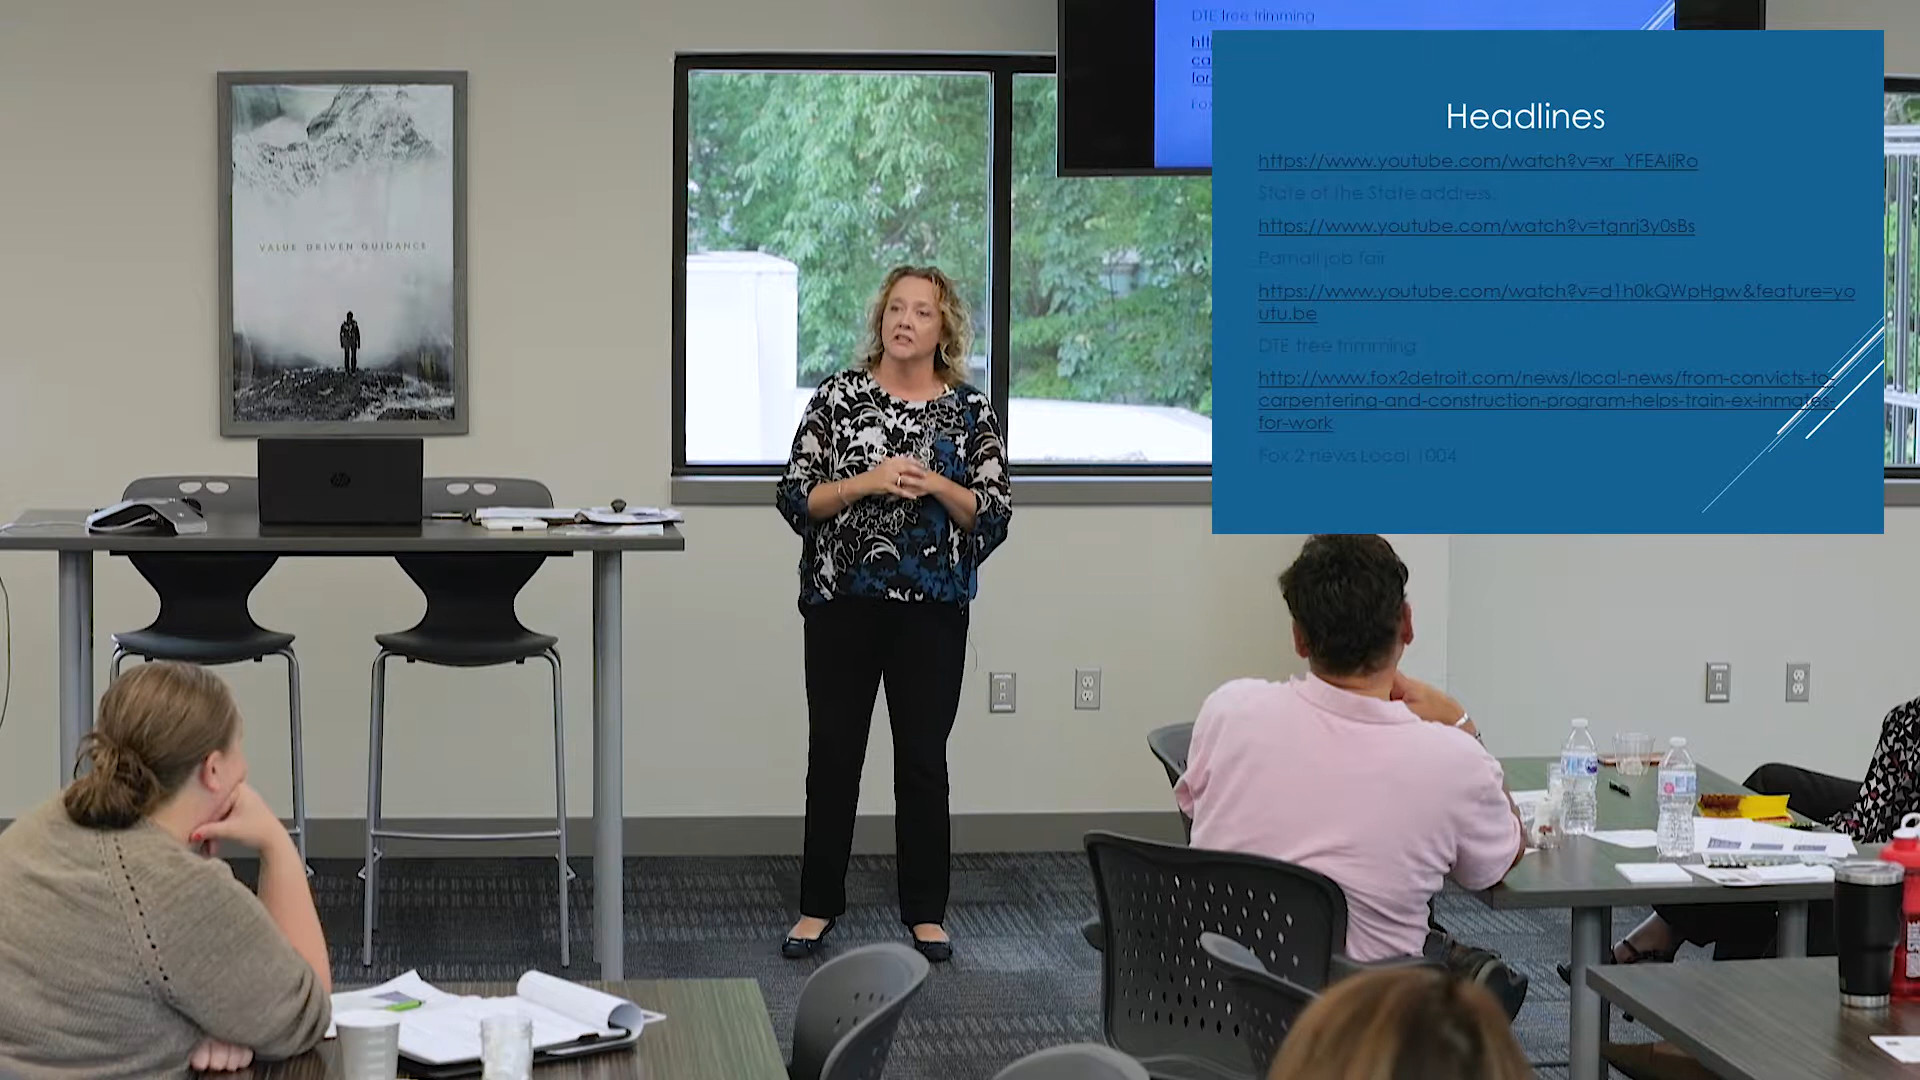 VALUE DRIVEN GUIDANCE
DTE tree trimming
Headlines
https://www.youtube.com/watch?v=xr_YFEAIjRo
State of the State address
https://www.youtube.com/watch?v=tgnrj3y0sBs
Parnall job fair
https://www.youtube.com/watch?v=d1h0kQWpHgw&feature=yo
utu.be
DTE tree trimming
http://www.fox2detroit.com/news/local-news/from-convicts-to-
carpentering-and-construction-program-helps-train-ex-inmates-
for-work
Fox 2 news Local 1004